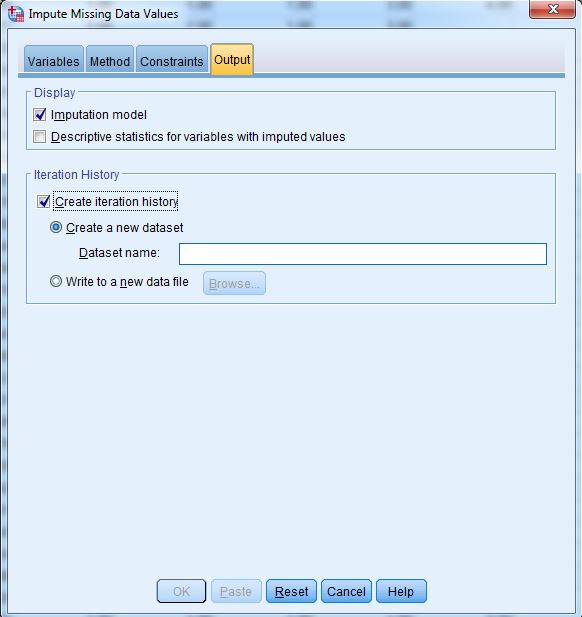 Impute Missing Data Values
Variables Method Constraints Output
Display
Imputation model
Descriptive statistics for variables with imputed values
Iteration History
Create iteration history
Create a new dataset
Dataset name:
Write to a new data file Browse...
OK Paste Reset Cancel Help